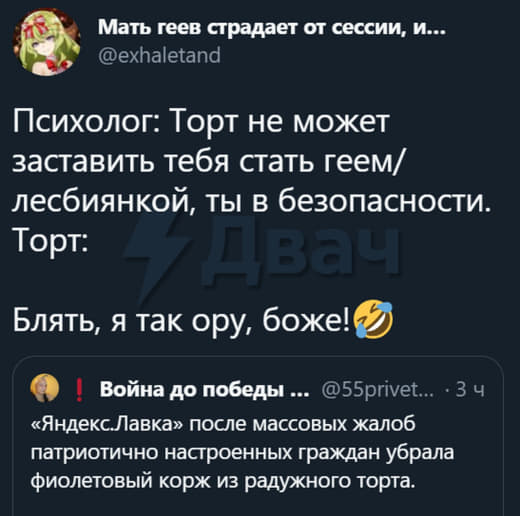 Мать геев страдает от сессии, и...
@exhaletand
Психолог: Торт не может
заставить тебя стать геем/
лесбиянкой, ты в безопасности.
Торт:
Двач
Блять, я так ору, боже!🤣
❗ Война до победы ... @55privet... · 3 ч
«Яндекс.Лавка» после массовых жалоб
патриотично настроенных граждан убрала
фиолетовый корж из радужного торта.